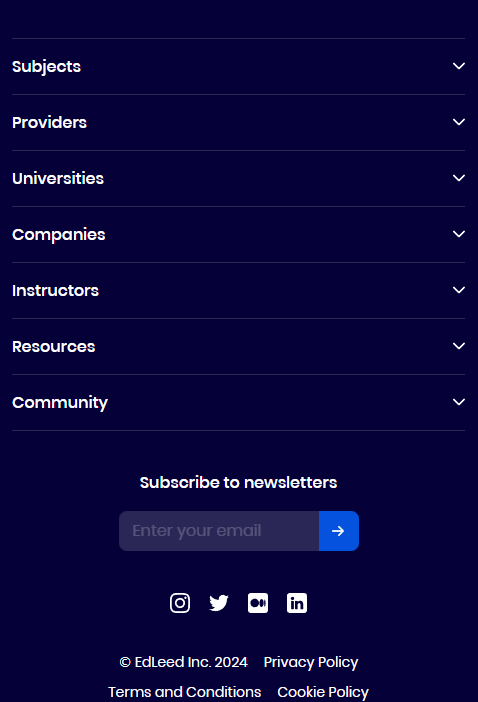 Subjects
Providers
Universities
Companies
Instructors
Resources
Community
Subscribe to newsletters
Enter your email
© EdLeed Inc. 2024 Privacy Policy
Terms and Conditions Cookie Policy